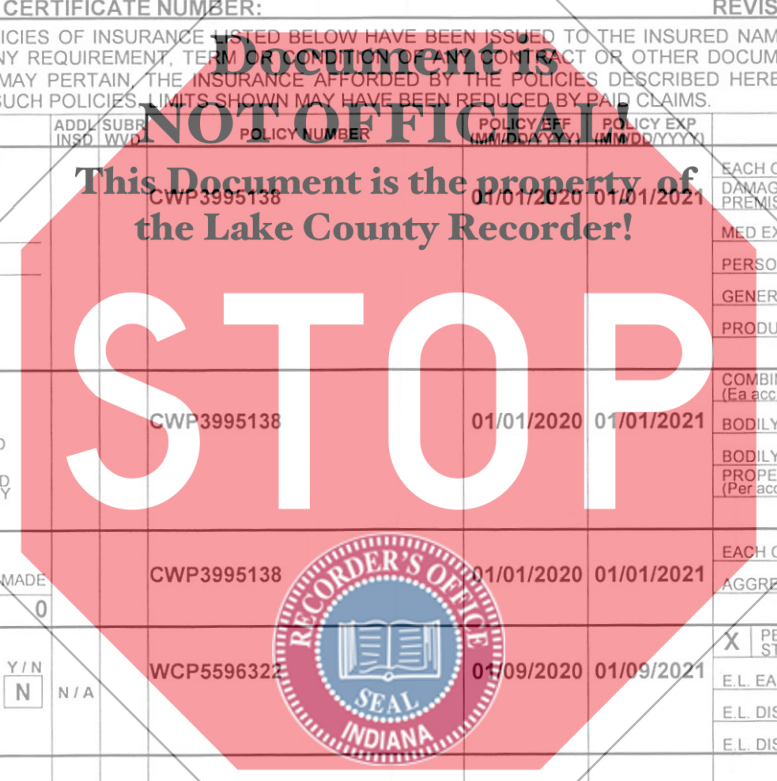 CERTIFICATE NUMBER: REVIS
ICIES OF INSURANCE LISTED BELOW HAVE BEEN ISSUED TO THE INSURED NAM
NY REQUIREMENT, TERM OR CONDITION OF ANY CONTRACT OR OTHER DOCUM
MAY PERTAIN, THE INSURANCE AFFORDED BY THE POLICIES DESCRIBED HERE
SUCH POLICIES. LIMITS SHOWN MAY HAVE BEEN REDUCED BY PAID CLAIMS.
Document is
NOT OFFICIAL!
This Document is the property of
the Lake County Recorder!
ADDL SUBR POLICY NUMBER POLICY EFF POLICY EXP
INSD WVD (MM/DD/YYYY) (MM/DD/YYYY)
CWP3995138 01/01/2020 01/01/2021
EACH O
DAMAG
PREMIS
MED EX
PERSO
GENER
PRODU
STOP
CWP3995138 01/01/2020 01/01/2021
COMBIN
(Ea acc
BODILY
BODILY
PROPE
(Per acc
D
D
Y
MADE CWP3995138 01/01/2020 01/01/2021
EACH O
AGGRE
0
RECORDER'S OFFICE
SEAL
INDIANA
Y / N
N N / A WCP5596322 01/09/2020 01/09/2021
X PE
ST
E.L. EA
E.L. DIS
E.L. DIS